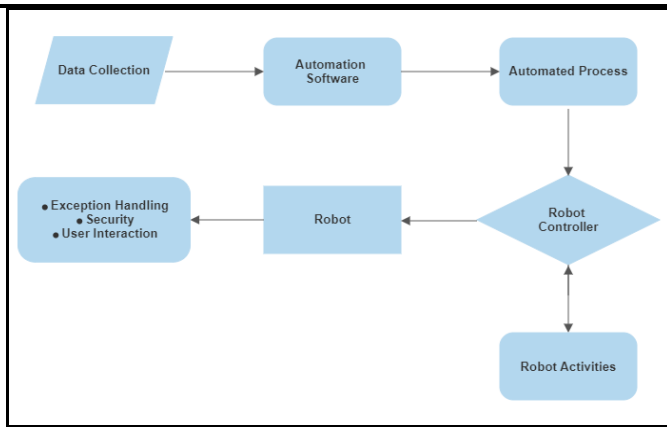 Data Collection
Automation
Software
Automated Process
● Exception Handling
● Security
● User Interaction
Robot
Robot
Controller
Robot Activities